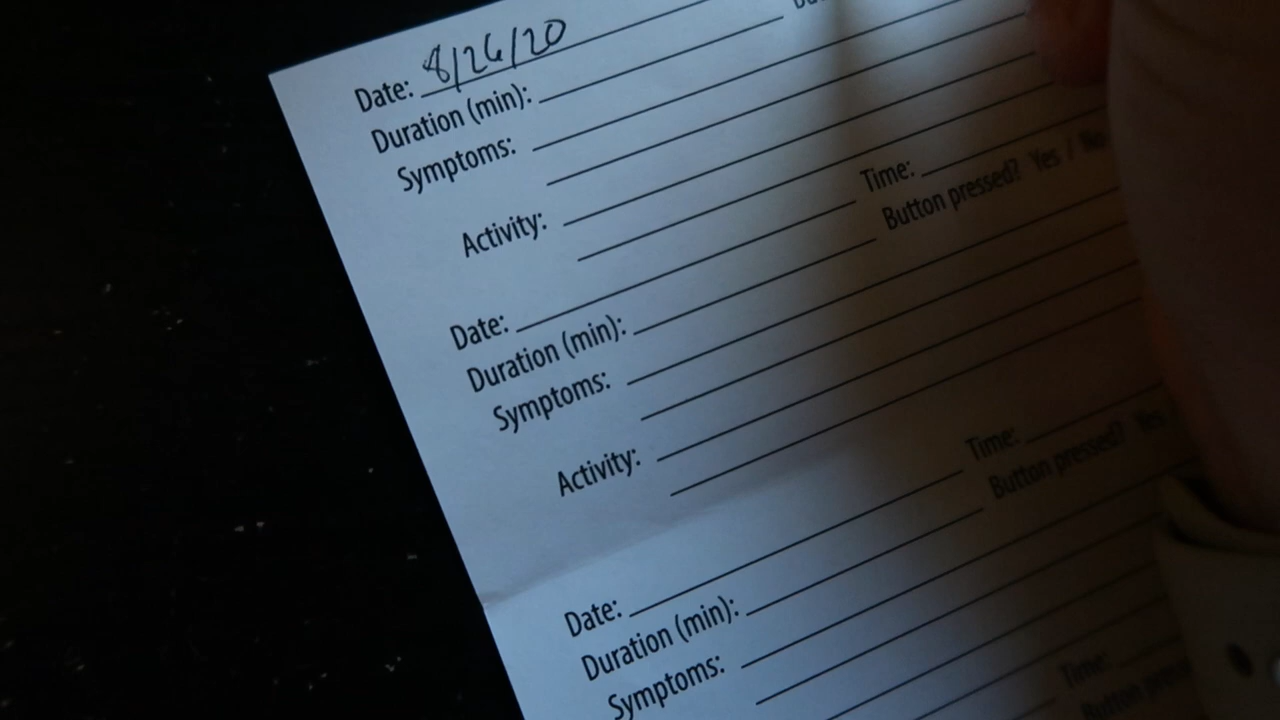 Date: 8/26/20
Duration (min):
Symptoms:
Activity:
Date: Time:
Duration (min): Button pressed? Yes / No
Symptoms:
Activity:
Date: Time:
Duration (min): Button pressed? Yes
Symptoms:
Time:
Button